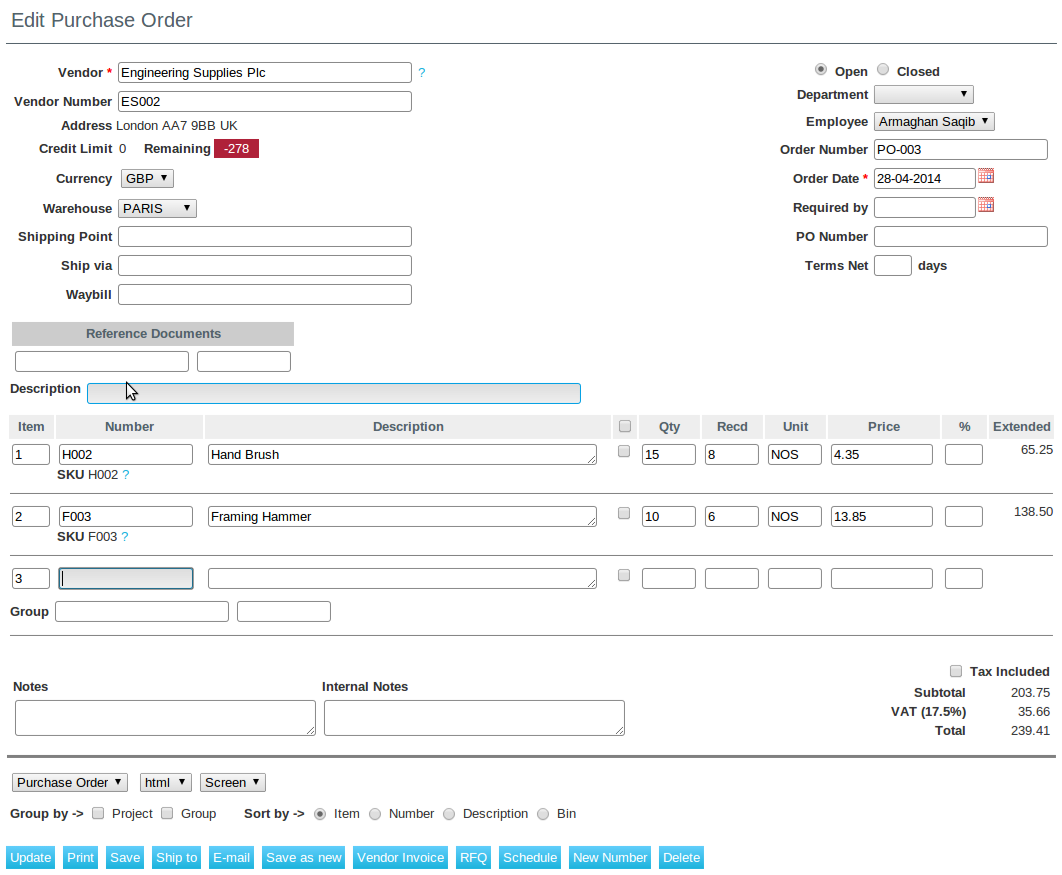 Edit Purchase Order
Vendor * Engineering Supplies Plc ?
Vendor Number ES002
Address London AA7 9BB UK
Credit Limit 0 Remaining -278
Currency GBP
Warehouse PARIS
Shipping Point
Ship via
Waybill
Open Closed
Department
Employee Armaghan Saqib
Order Number PO-003
Order Date * 28-04-2014
Required by
PO Number
Terms Net days
Reference Documents
Description
Item Number Description Qty Recd Unit Price % Extended
1 H002 Hand Brush 15 8 NOS 4.35 65.25
SKU H002 ?
2 F003 Framing Hammer 10 6 NOS 13.85 138.50
SKU F003 ?
3
Group
Tax Included
Notes Internal Notes
Subtotal 203.75
VAT (17.5%) 35.66
Total 239.41
Purchase Order html Screen
Group by -> Project Group Sort by -> Item Number Description Bin
Update Print Save Ship to E-mail Save as new Vendor Invoice RFQ Schedule New Number Delete